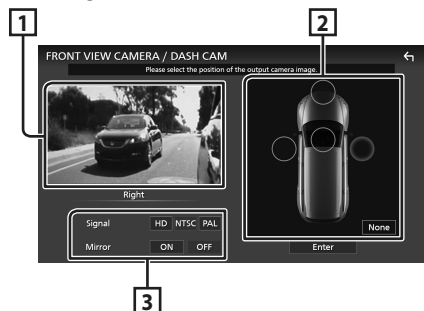 1
2
FRONT VIEW CAMERA / DASH CAM
Please select the position of the output camera image.
Right
Signal HD NTSC PAL
Mirror ON OFF
None
Enter
3